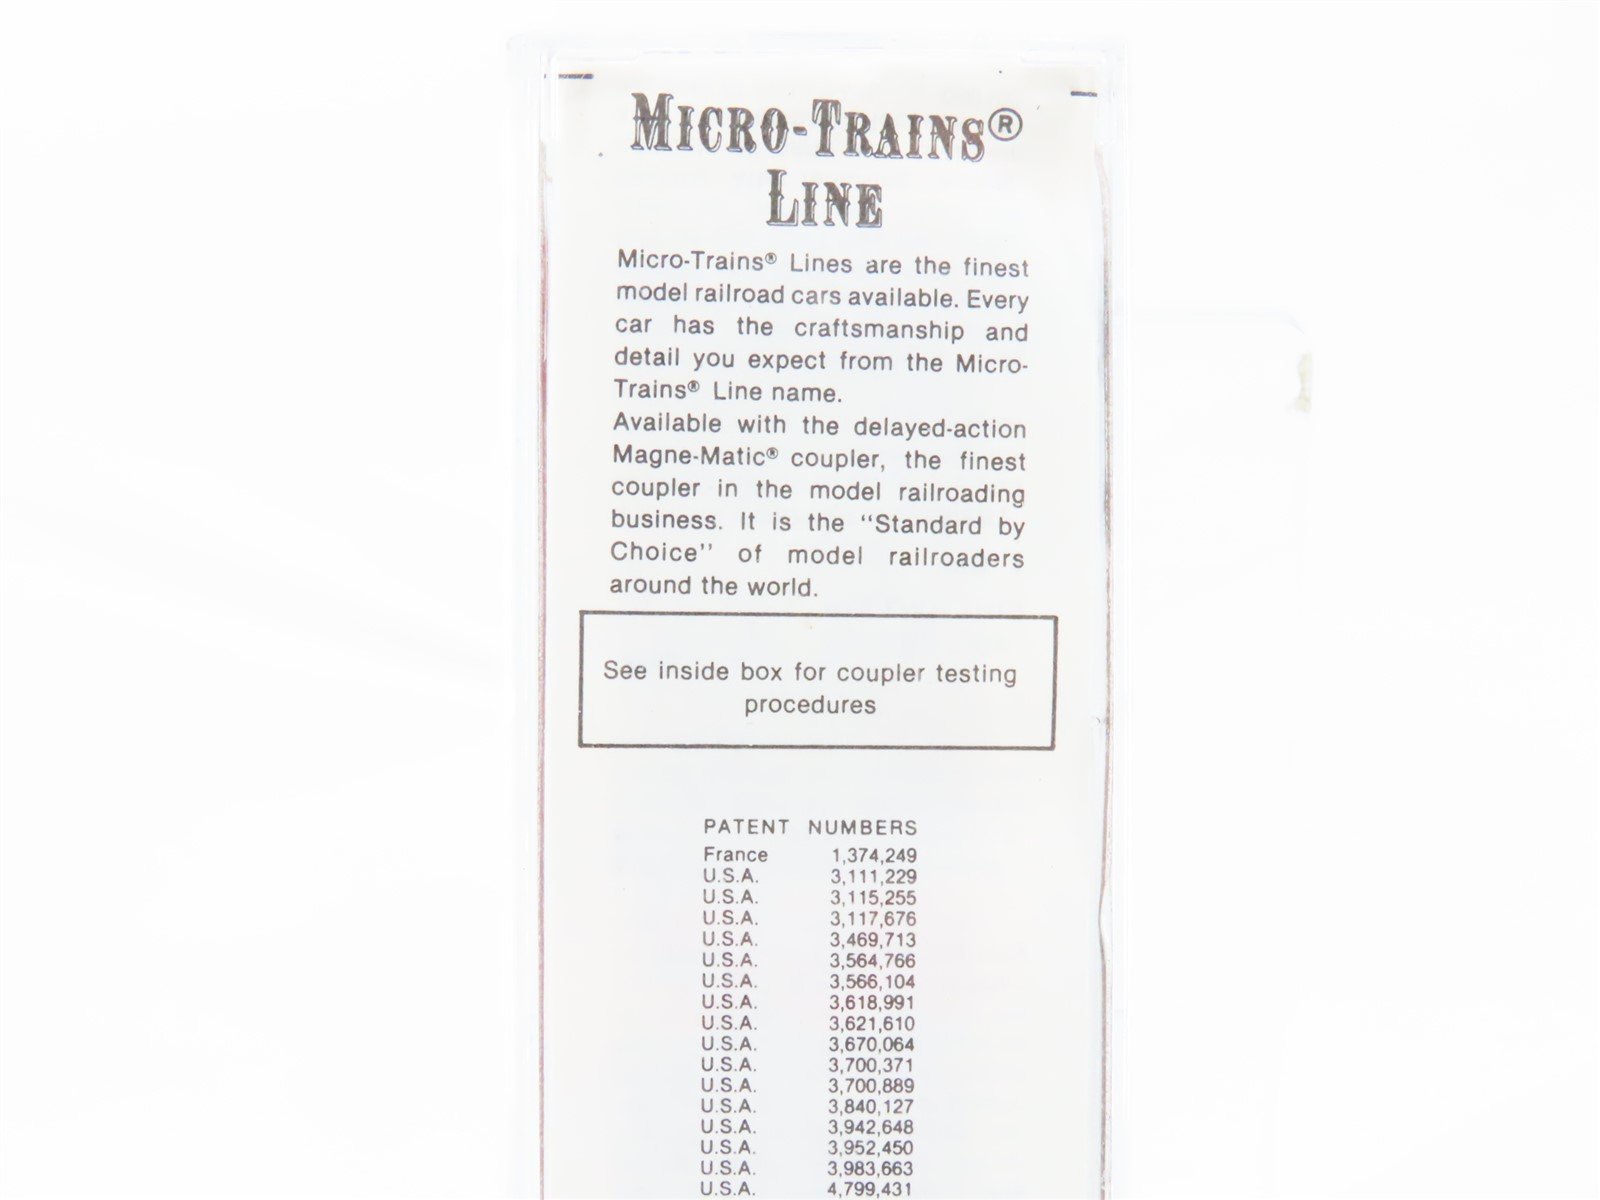 MICRO-TRAINS®
LINE
Micro-Trains® Lines are the finest
model railroad cars available. Every
car has the craftsmanship and
detail you expect from the Micro-
Trains® Line name.
Available with the delayed-action
Magne-Matic® coupler, the finest
coupler in the model railroading
business. It is the “Standard by
Choice” of model railroaders
around the world.
See inside box for coupler testing
procedures
PATENT NUMBERS
France 1,374,249
U.S.A. 3,111,229
U.S.A. 3,115,255
U.S.A. 3,117,676
U.S.A. 3,469,713
U.S.A. 3,564,766
U.S.A. 3,566,104
U.S.A. 3,618,991
U.S.A. 3,621,610
U.S.A. 3,670,064
U.S.A. 3,700,371
U.S.A. 3,700,889
U.S.A. 3,840,127
U.S.A. 3,942,648
U.S.A. 3,952,450
U.S.A. 3,983,663
U.S.A. 4,799,431